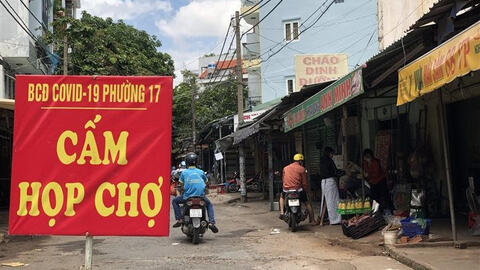 BCĐ COVID-19 PHƯỜNG 17
CẤM
HỌP CHỢ
CHÁO
DINH DƯỠNG